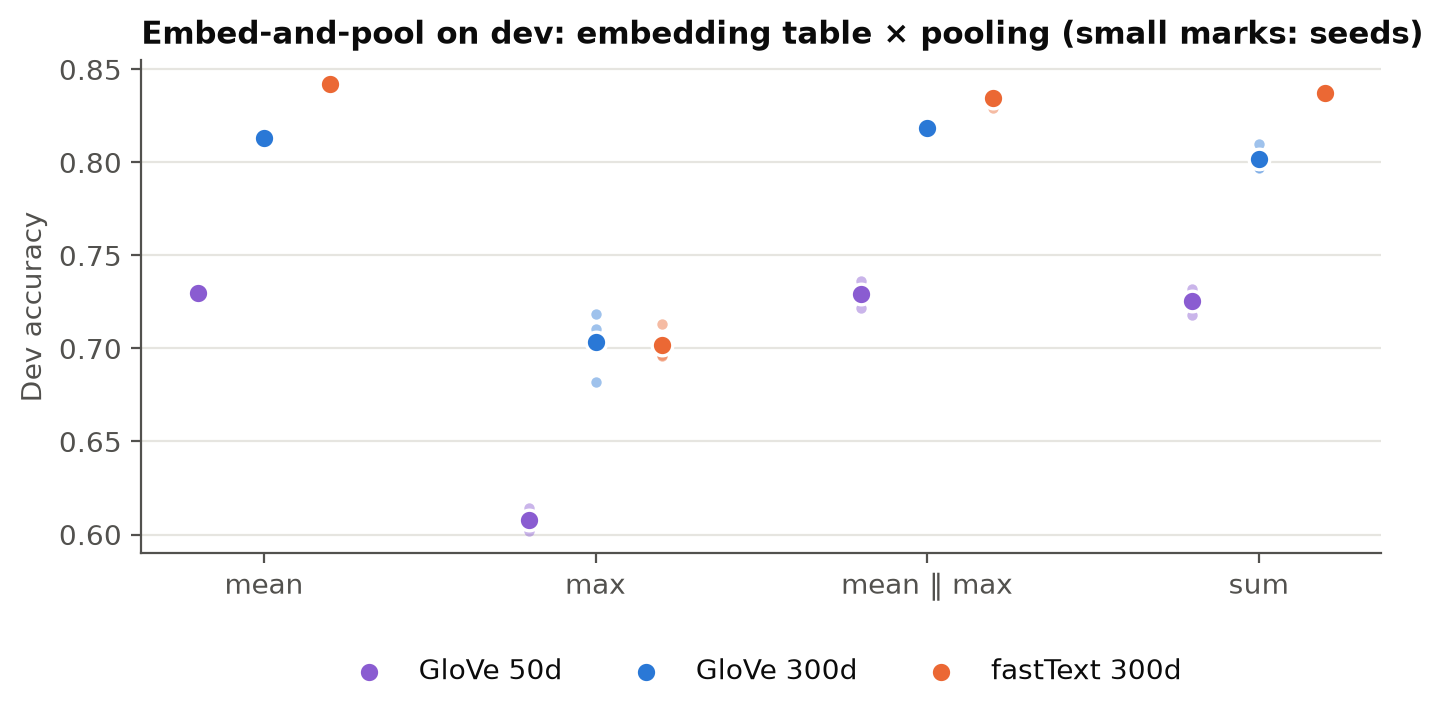 Embed-and-pool on dev: embedding table × pooling (small marks: seeds)
Dev accuracy
0.85
0.80
0.75
0.70
0.65
0.60
mean
max
mean ∥ max
sum
GloVe 50d
GloVe 300d
fastText 300d